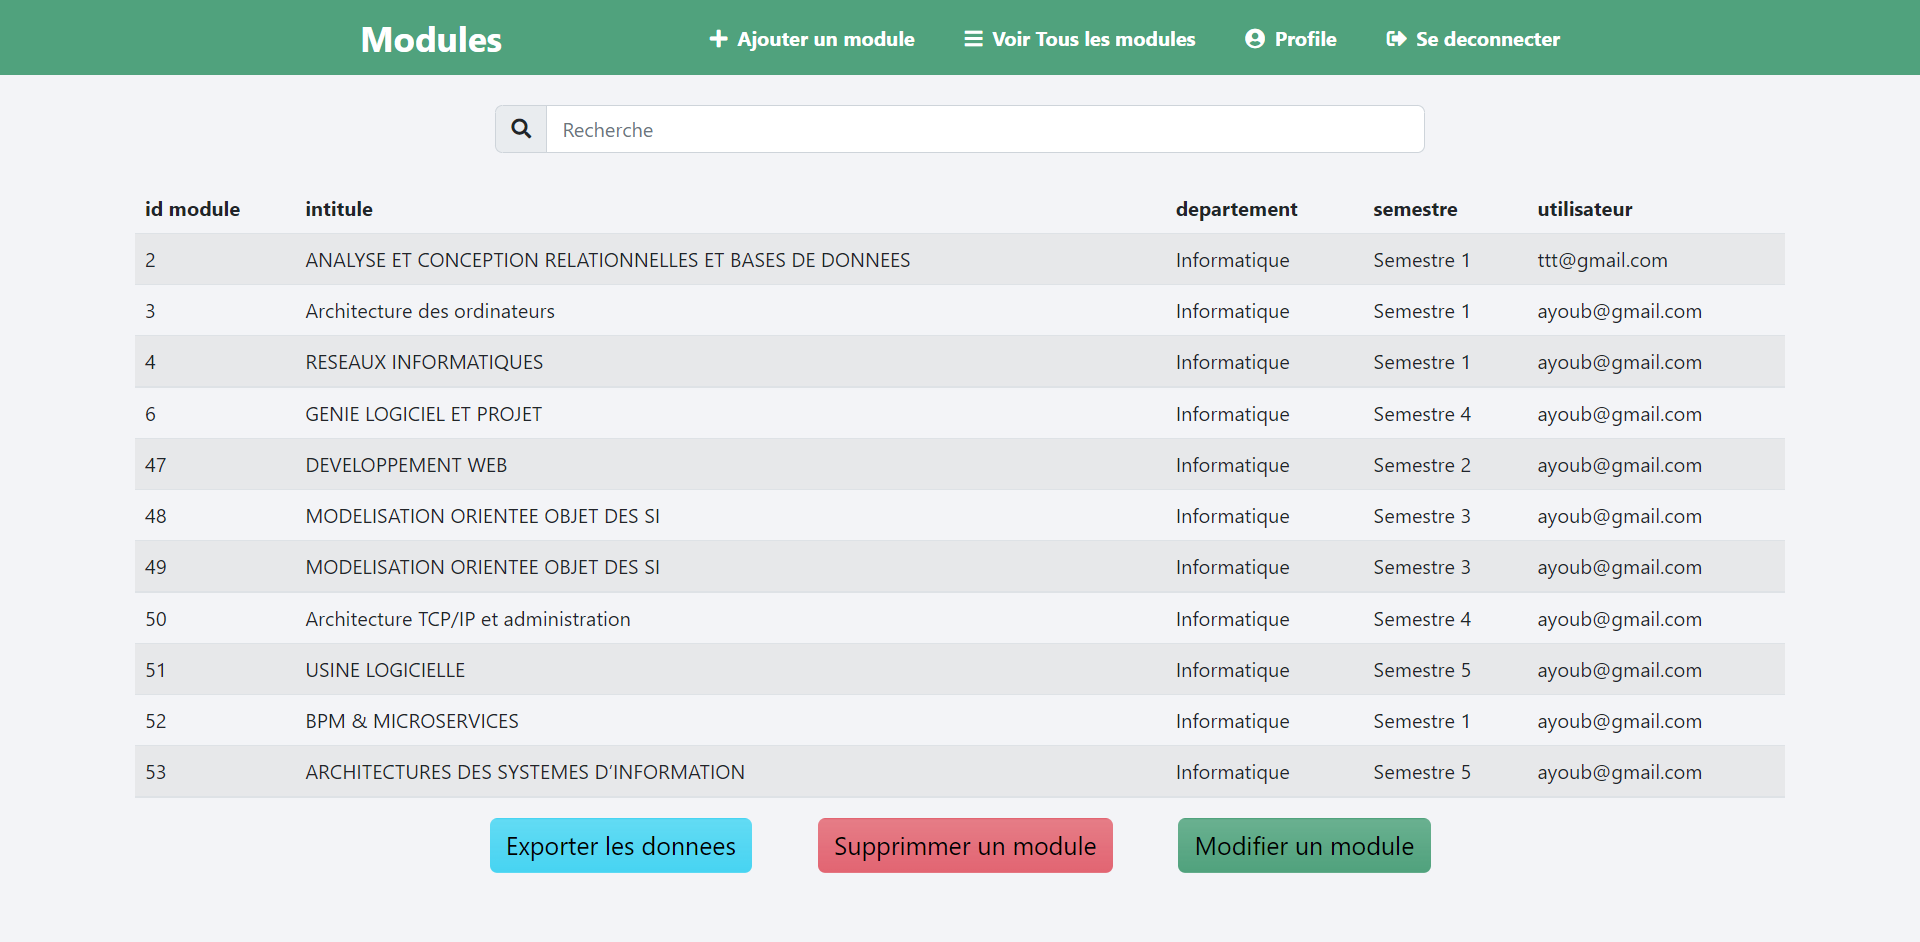 Modules Ajouter un module Voir Tous les modules Profile Se deconnecter
Recherche
id module intitule departement semestre utilisateur
2 ANALYSE ET CONCEPTION RELATIONNELLES ET BASES DE DONNEES Informatique Semestre 1 ttt@gmail.com
3 Architecture des ordinateurs Informatique Semestre 1 ayoub@gmail.com
4 RESEAUX INFORMATIQUES Informatique Semestre 1 ayoub@gmail.com
6 GENIE LOGICIEL ET PROJET Informatique Semestre 4 ayoub@gmail.com
47 DEVELOPPEMENT WEB Informatique Semestre 2 ayoub@gmail.com
48 MODELISATION ORIENTEE OBJET DES SI Informatique Semestre 3 ayoub@gmail.com
49 MODELISATION ORIENTEE OBJET DES SI Informatique Semestre 3 ayoub@gmail.com
50 Architecture TCP/IP et administration Informatique Semestre 4 ayoub@gmail.com
51 USINE LOGICIELLE Informatique Semestre 5 ayoub@gmail.com
52 BPM & MICROSERVICES Informatique Semestre 1 ayoub@gmail.com
53 ARCHITECTURES DES SYSTEMES D’INFORMATION Informatique Semestre 5 ayoub@gmail.com
Exporter les donnees Supprimmer un module Modifier un module